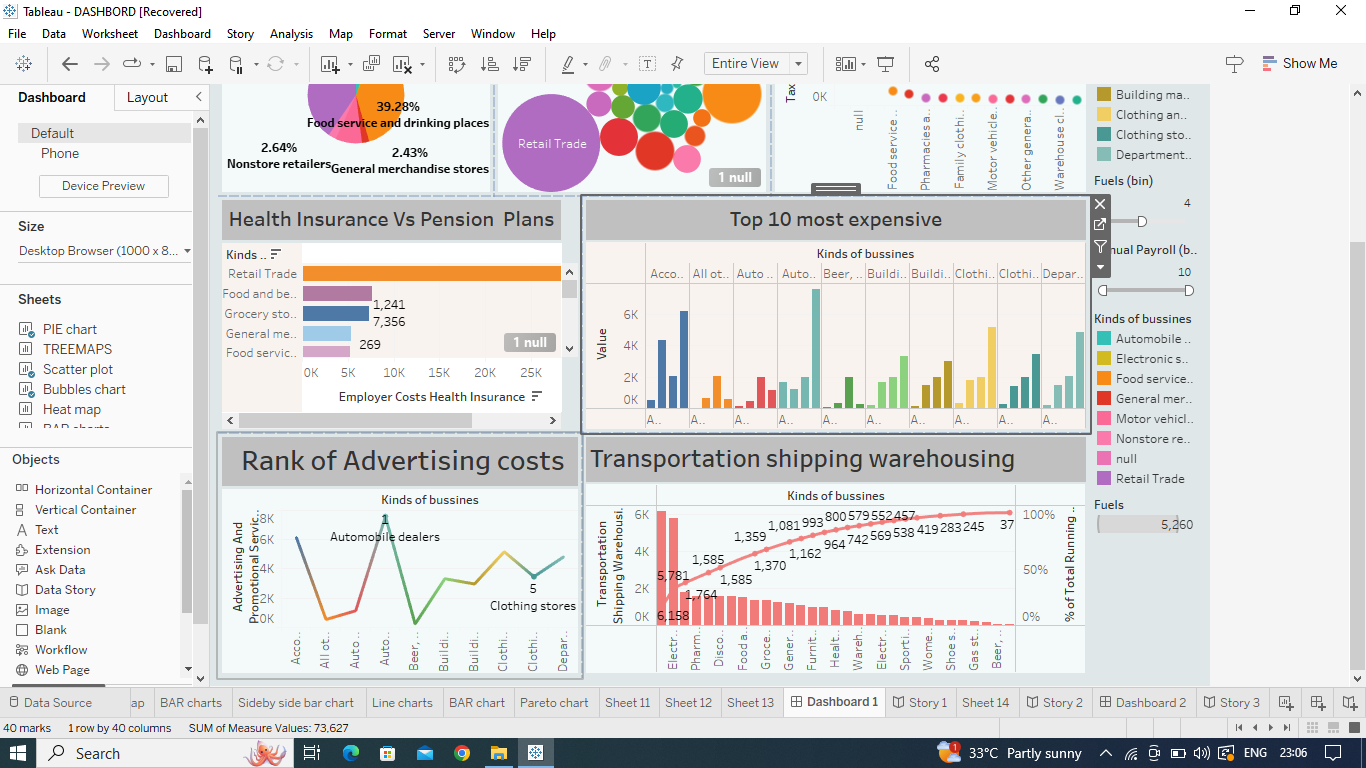 Tableau - DASHBORD [Recovered]
File Data Worksheet Dashboard Story Analysis Map Format Server Window Help
Entire View
Show Me
Dashboard Layout
Default
Phone
Device Preview
Size
Desktop Browser (1000 x 8...
Sheets
PIE chart
TREEMAPS
Scatter plot
Bubbles chart
Heat map
BAR charts
Objects
Horizontal Container
Vertical Container
Text
Extension
Ask Data
Data Story
Image
Blank
Workflow
Web Page
39.28%
Food service and drinking places
2.64%
Nonstore retailers
2.43%
General merchandise stores
Retail Trade
1 null
Tax
0K
null
Food service..
Pharmacies a..
Family clothi..
Motor vehicle..
Other genera..
Warehouse cl..
Health Insurance Vs Pension Plans
Kinds ..
Retail Trade
Food and be..
Grocery sto..
General me..
Food servic..
1,241
7,356
269
1 null
0K 5K 10K 15K 20K 25K
Employer Costs Health Insurance
Top 10 most expensive
Kinds of bussines
Acco.. All ot.. Auto .. Auto.. Beer, .. Buildi.. Buildi.. Clothi.. Clothi.. Depar..
Value
6K
4K
2K
0K
A.. A.. A.. A.. A.. A.. A.. A.. A.. A..
Rank of Advertising costs
Kinds of bussines
Advertising And
Promotional Servic..
8K
6K
4K
2K
0K
1
Automobile dealers
5
Clothing stores
Acco..
All ot..
Auto ..
Auto..
Beer, ..
Buildi..
Buildi..
Clothi..
Clothi..
Depar..
Transportation shipping warehousing
Kinds of bussines
Transportation
Shipping Warehousi..
6K
4K
2K
0K
5,781
6,158
1,764
1,585
1,585
1,359
1,370
1,081
1,162
993
964
800
742
579
569
552
538
457
419
283
245
37
100%
50%
0%
% of Total Running ..
Electr..
Pharm..
Disco..
Food a..
Groce..
Gener..
Furnit..
Healt..
Wareh..
Electr..
Sporti..
Wome..
Shoe s..
Gas st..
Beer, ..
Building ma..
Clothing an..
Clothing sto..
Department..
Fuels (bin)
4
nual Payroll (b..
10
Kinds of bussines
Automobile ..
Electronic s..
Food service..
General mer..
Motor vehicl..
Nonstore re..
null
Retail Trade
Fuels
5,260
Data Source ap BAR charts Sideby side bar chart Line charts BAR chart Pareto chart Sheet 11 Sheet 12 Sheet 13 Dashboard 1 Story 1 Sheet 14 Story 2 Dashboard 2 Story 3
40 marks 1 row by 40 columns SUM of Measure Values: 73,627
Search
1
33°C Partly sunny
ENG 23:06